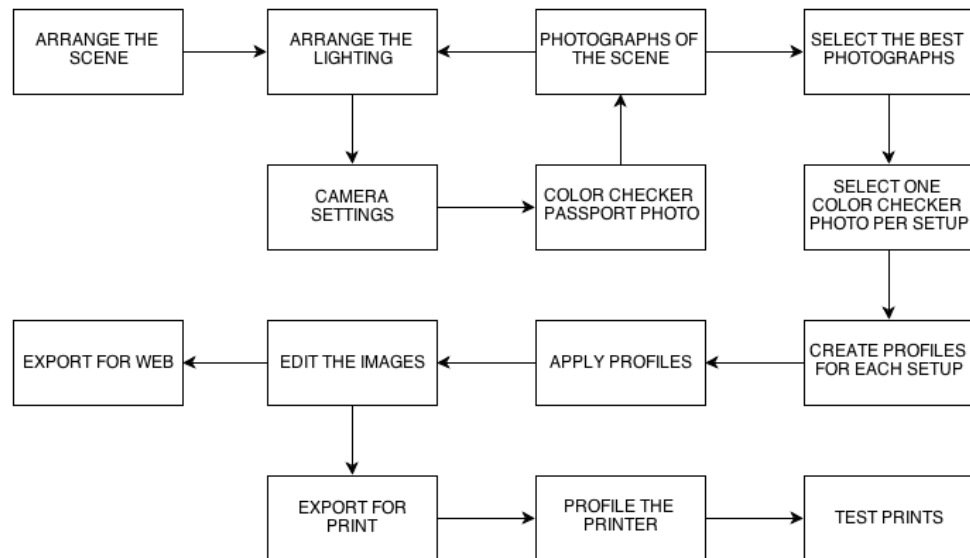 ARRANGE THE
SCENE
ARRANGE THE
LIGHTING
PHOTOGRAPHS OF
THE SCENE
SELECT THE BEST
PHOTOGRAPHS
CAMERA
SETTINGS
COLOR CHECKER
PASSPORT PHOTO
SELECT ONE
COLOR CHECKER
PHOTO PER SETUP
EXPORT FOR WEB
EDIT THE IMAGES
APPLY PROFILES
CREATE PROFILES
FOR EACH SETUP
EXPORT FOR
PRINT
PROFILE THE
PRINTER
TEST PRINTS